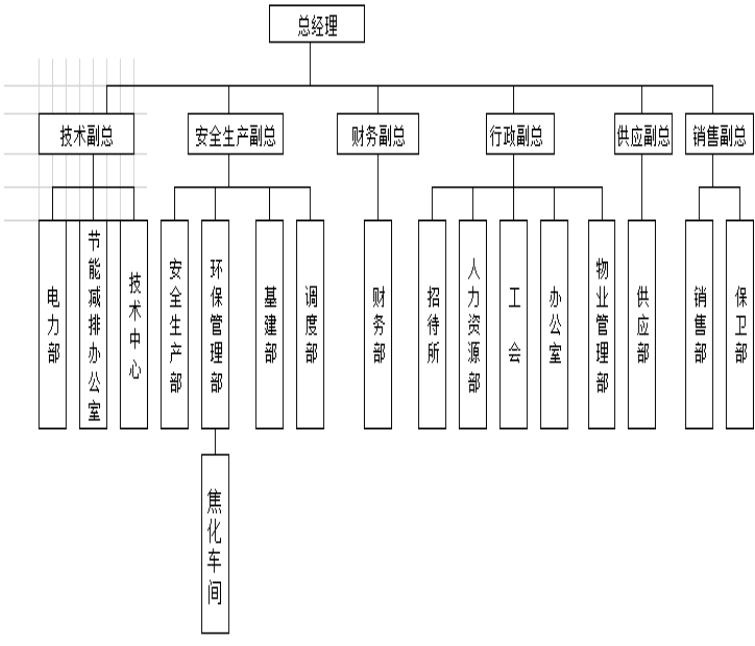 总经理
技术副总
安全生产副总
财务副总
行政副总
供应副总
销售副总
电力部
节能减排办公室
技术中心
安全生产部
环保管理部
基建部
调度部
财务部
招待所
人力资源部
工会
办公室
物业管理部
供应部
销售部
保卫部
焦化车间